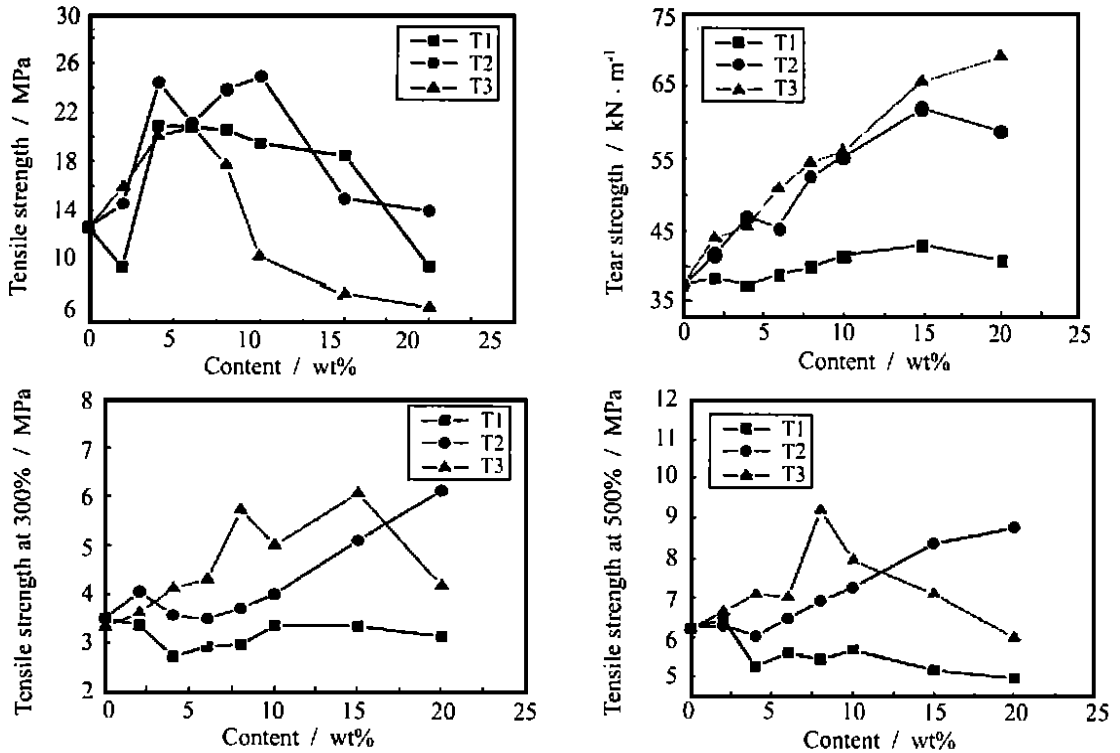 30
26
22
18
14
10
6
Tensile strength / MPa
T1
T2
T3
0 5 10 15 20 25
Content / wt%
75
65
55
45
35
Tear strength / kN · m⁻¹
T1
T2
T3
0 5 10 15 20 25
Content / wt%
8
7
6
5
4
3
2
Tensile strength at 300% / MPa
T1
T2
T3
0 5 10 15 20 25
Content / wt%
12
11
10
9
8
7
6
5
Tensile strength at 500% / MPa
T1
T2
T3
0 5 10 15 20 25
Content / wt%